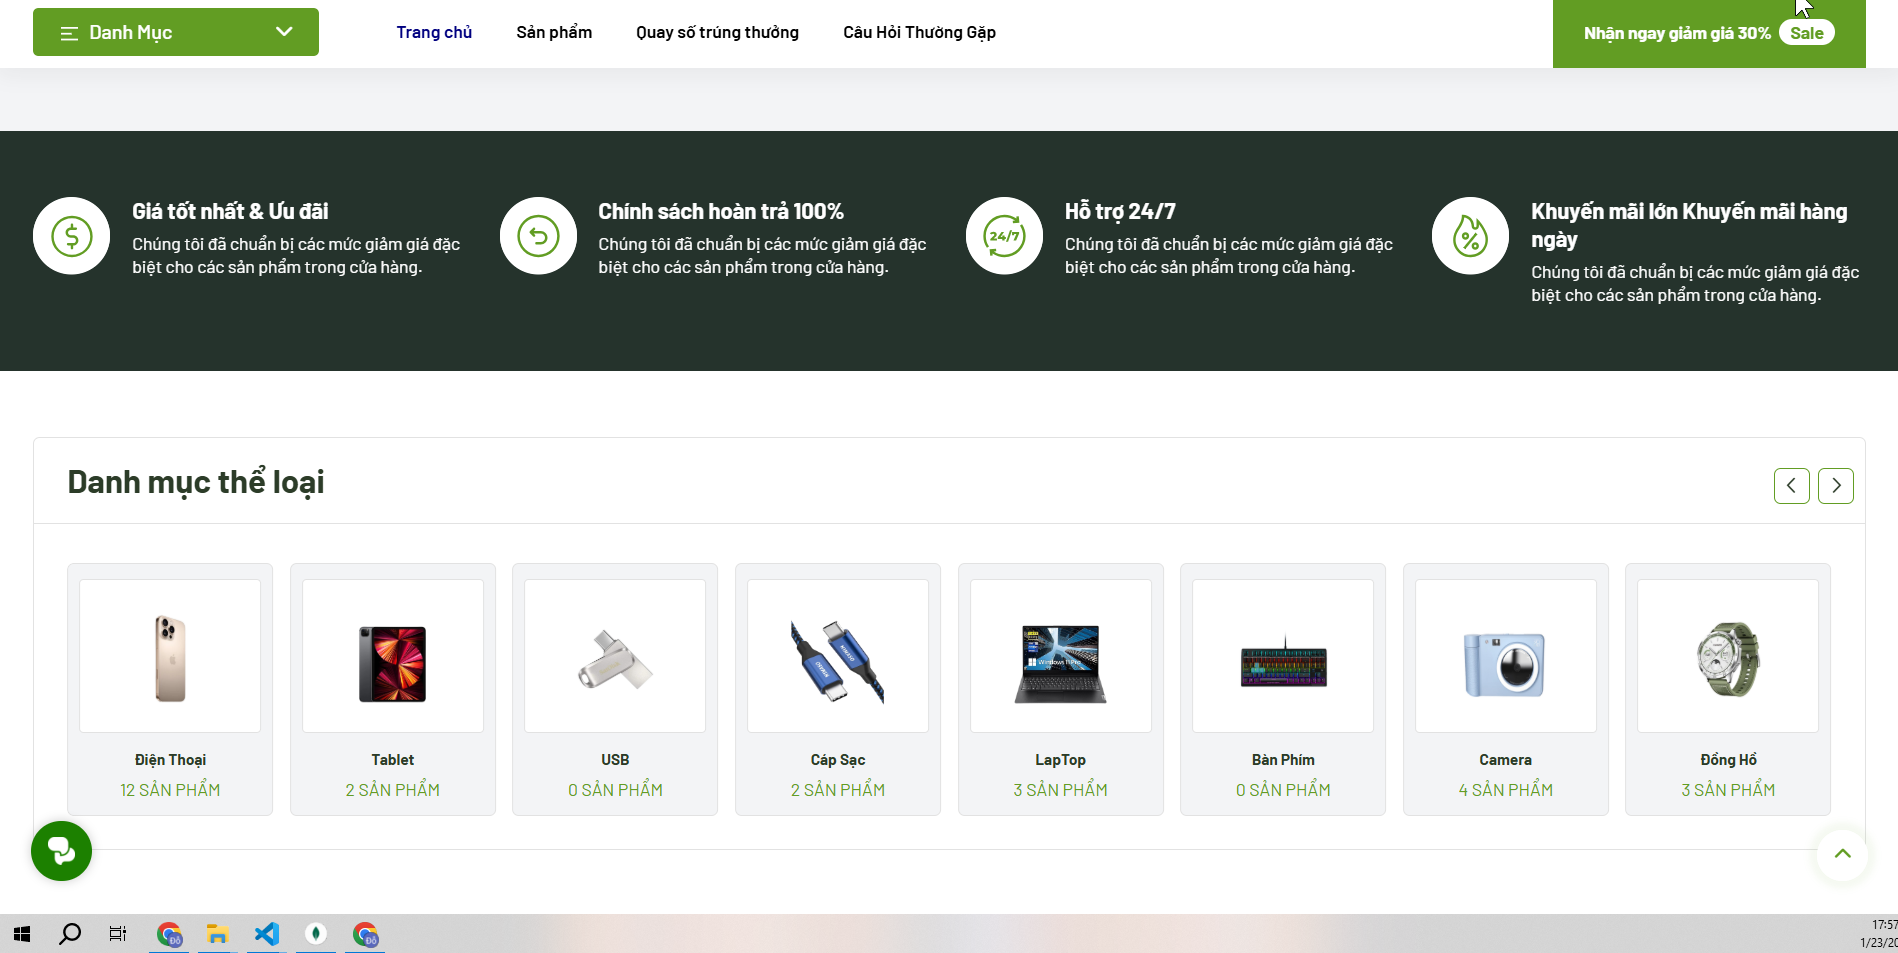 Danh Mục
Trang chủ
Sản phẩm
Quay số trúng thưởng
Câu Hỏi Thường Gặp
Nhận ngay giảm giá 30% Sale
Giá tốt nhất & Ưu đãi
Chúng tôi đã chuẩn bị các mức giảm giá đặc
biệt cho các sản phẩm trong cửa hàng.
Chính sách hoàn trả 100%
Chúng tôi đã chuẩn bị các mức giảm giá đặc
biệt cho các sản phẩm trong cửa hàng.
24/7
Hỗ trợ 24/7
Chúng tôi đã chuẩn bị các mức giảm giá đặc
biệt cho các sản phẩm trong cửa hàng.
Khuyến mãi lớn Khuyến mãi hàng
ngày
Chúng tôi đã chuẩn bị các mức giảm giá đặc
biệt cho các sản phẩm trong cửa hàng.
Danh mục thể loại
Windows 11 Pro
Điện Thoại
12 SẢN PHẨM
Tablet
2 SẢN PHẨM
USB
0 SẢN PHẨM
Cáp Sạc
2 SẢN PHẨM
LapTop
3 SẢN PHẨM
Bàn Phím
0 SẢN PHẨM
Camera
4 SẢN PHẨM
Đồng Hồ
3 SẢN PHẨM
Đỗ
Đỗ
17:57
1/23/20